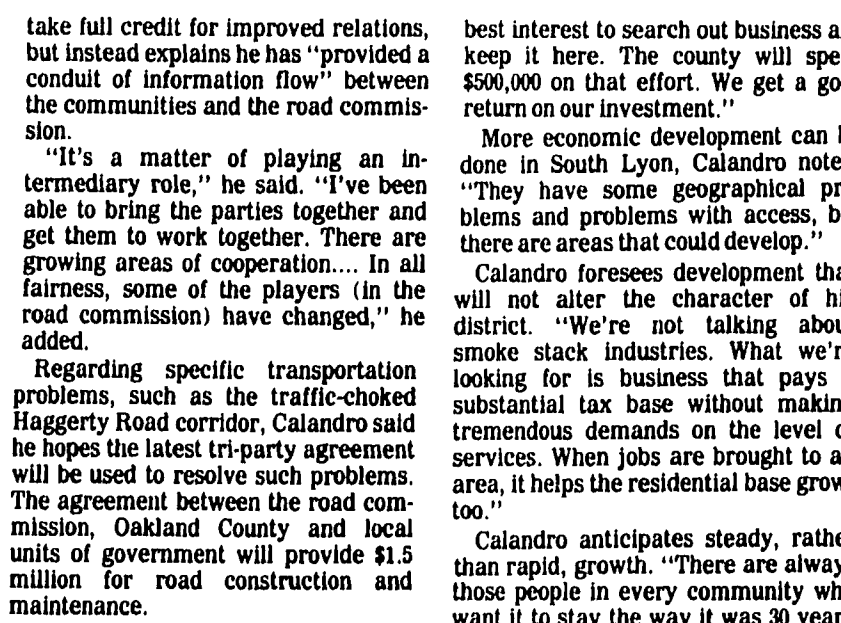 take full credit for improved relations,
but instead explains he has "provided a
conduit of information flow" between
the communities and the road commis-
sion.
"It's a matter of playing an in-
termediary role," he said. "I've been
able to bring the parties together and
get them to work together. There are
growing areas of cooperation.... In all
fairness, some of the players (in the
road commission) have changed," he
added.
Regarding specific transportation
problems, such as the traffic-choked
Haggerty Road corridor, Calandro said
he hopes the latest tri-party agreement
will be used to resolve such problems.
The agreement between the road com-
mission, Oakland County and local
units of government will provide $1.5
million for road construction and
maintenance.
best interest to search out business a
keep it here. The county will spe
$500,000 on that effort. We get a go
return on our investment."
More economic development can
done in South Lyon, Calandro note
"They have some geographical pr
blems and problems with access, b
there are areas that could develop."
Calandro foresees development tha
will not alter the character of hi
district. "We're not talking abou
smoke stack industries. What we'r
looking for is business that pays
substantial tax base without makin
tremendous demands on the level o
services. When jobs are brought to a
area, it helps the residential base grow
too."
Calandro anticipates steady, rathe
than rapid, growth. "There are alway
those people in every community wh
want it to stay the way it was 30 year